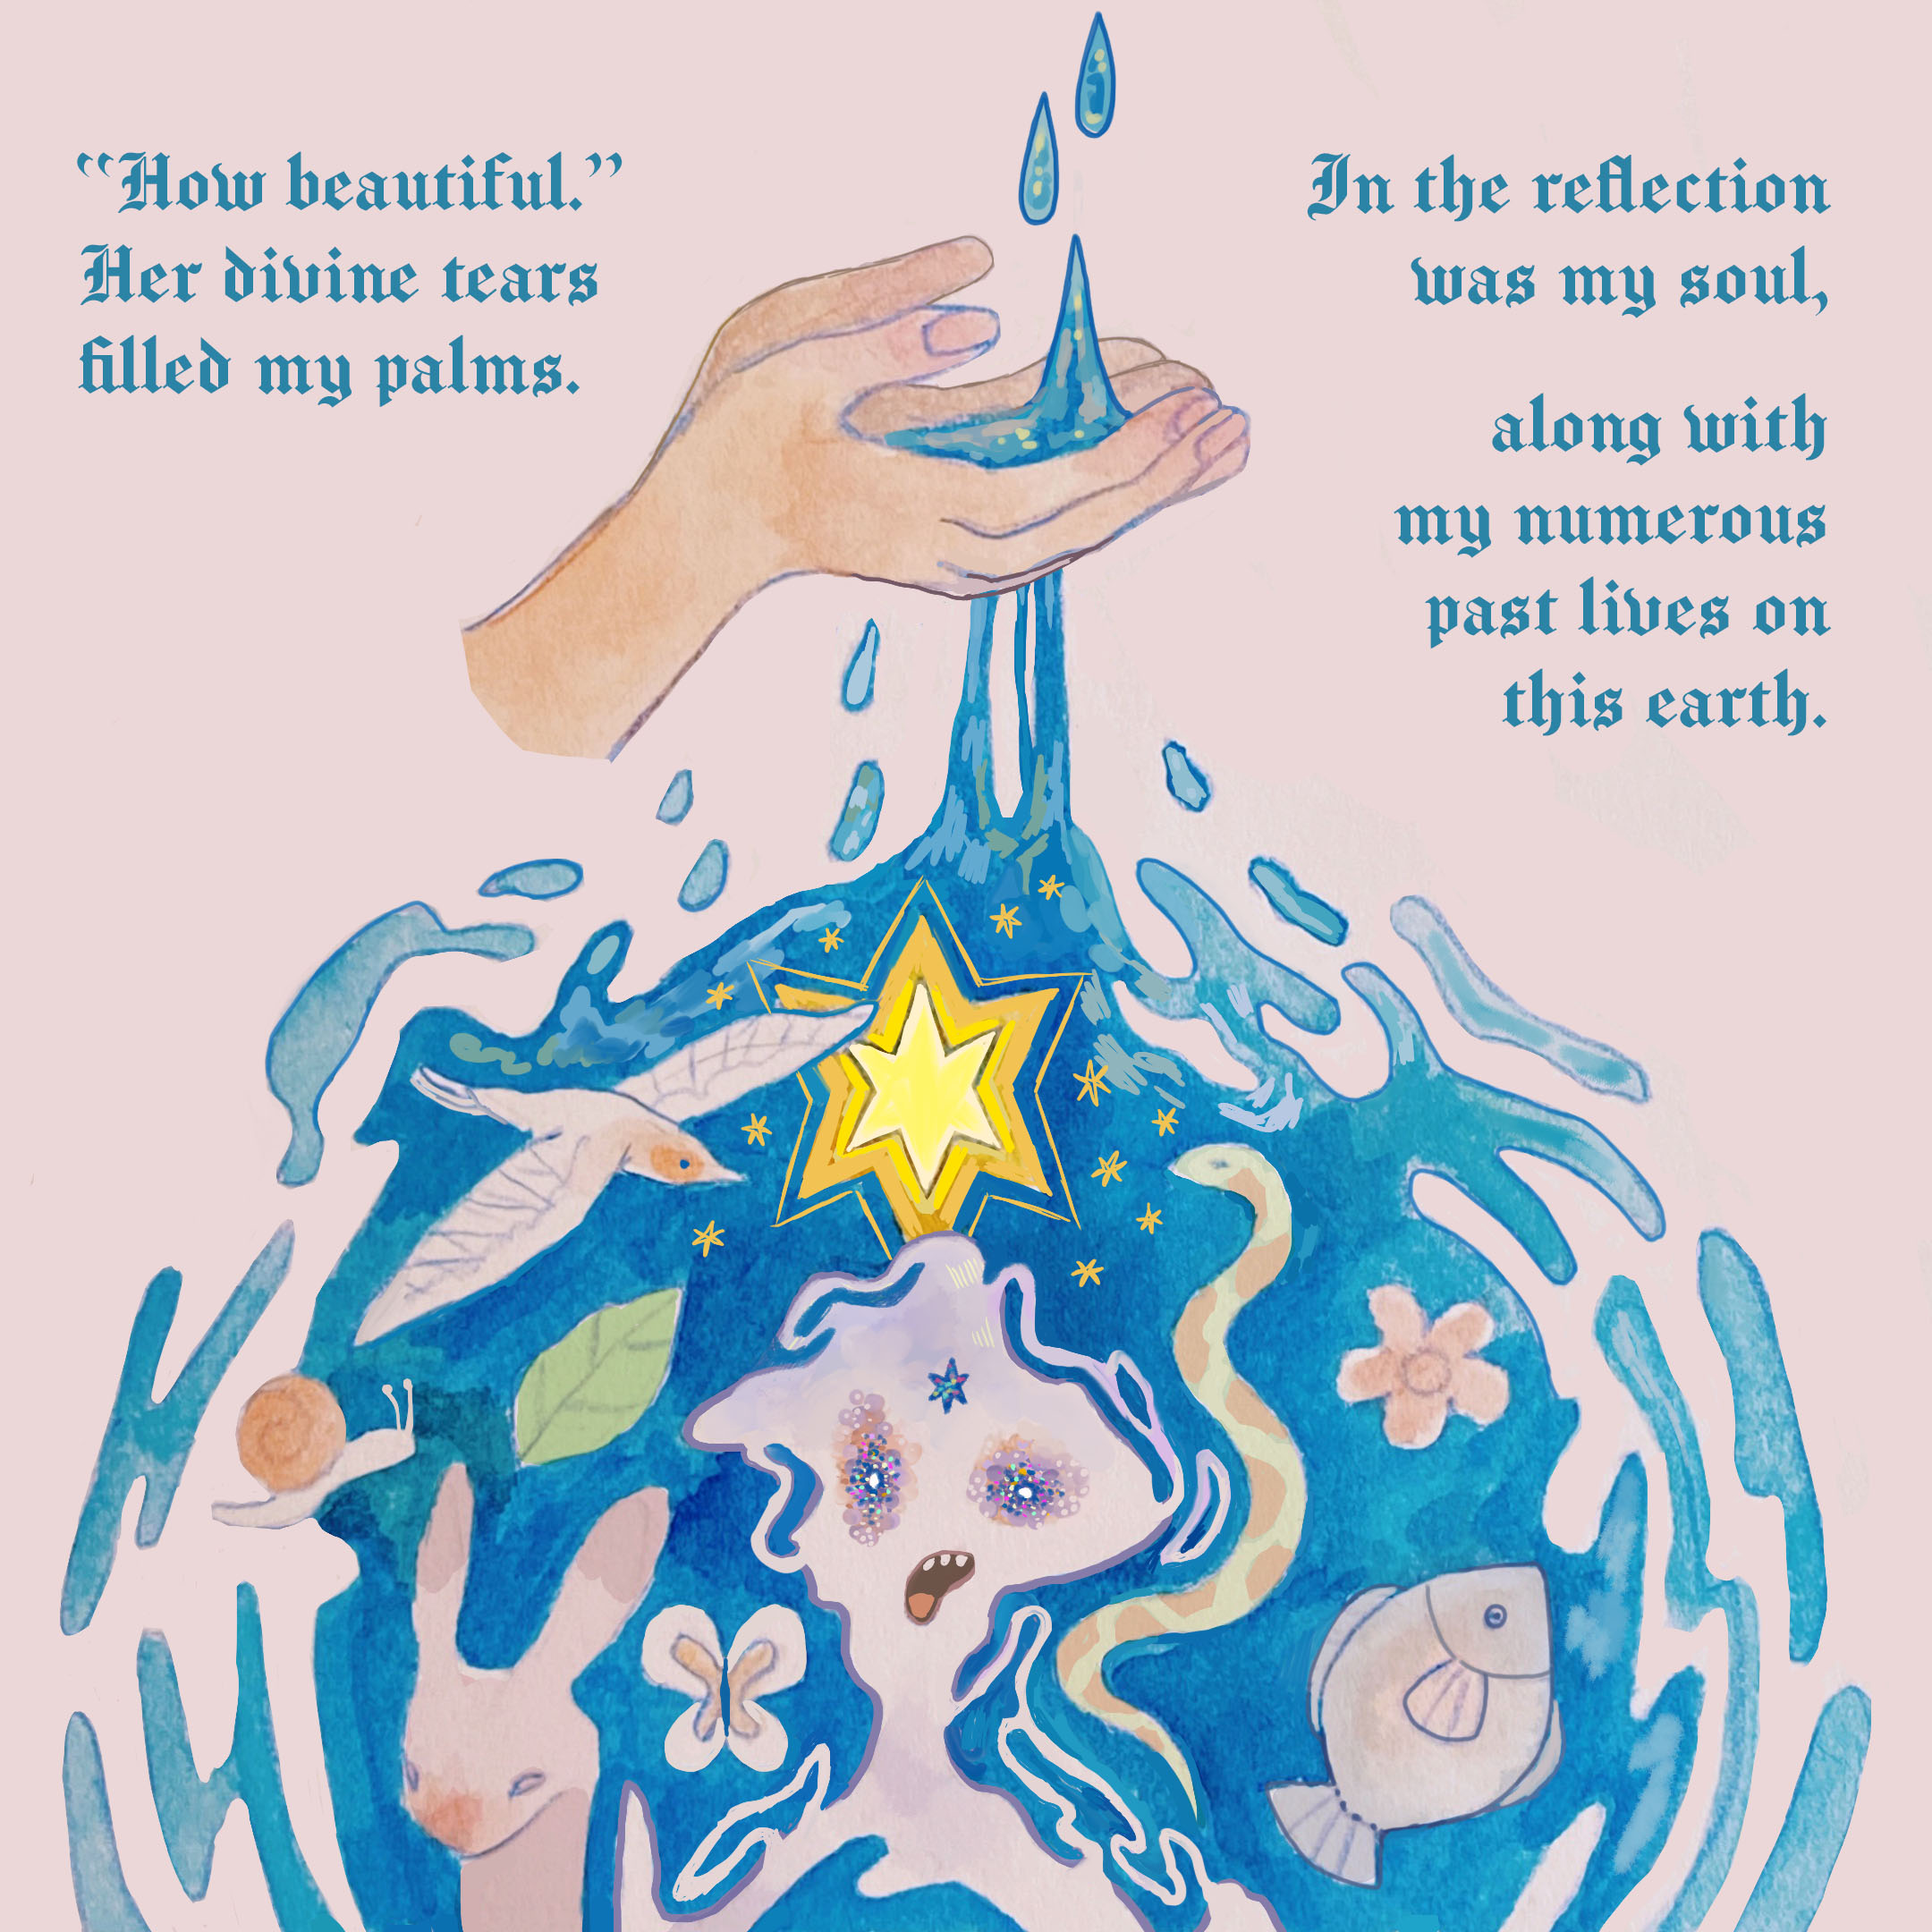 “How beautiful.”
Her divine tears
filled my palms.
In the reflection
was my soul,
along with
my numerous
past lives on
this earth.